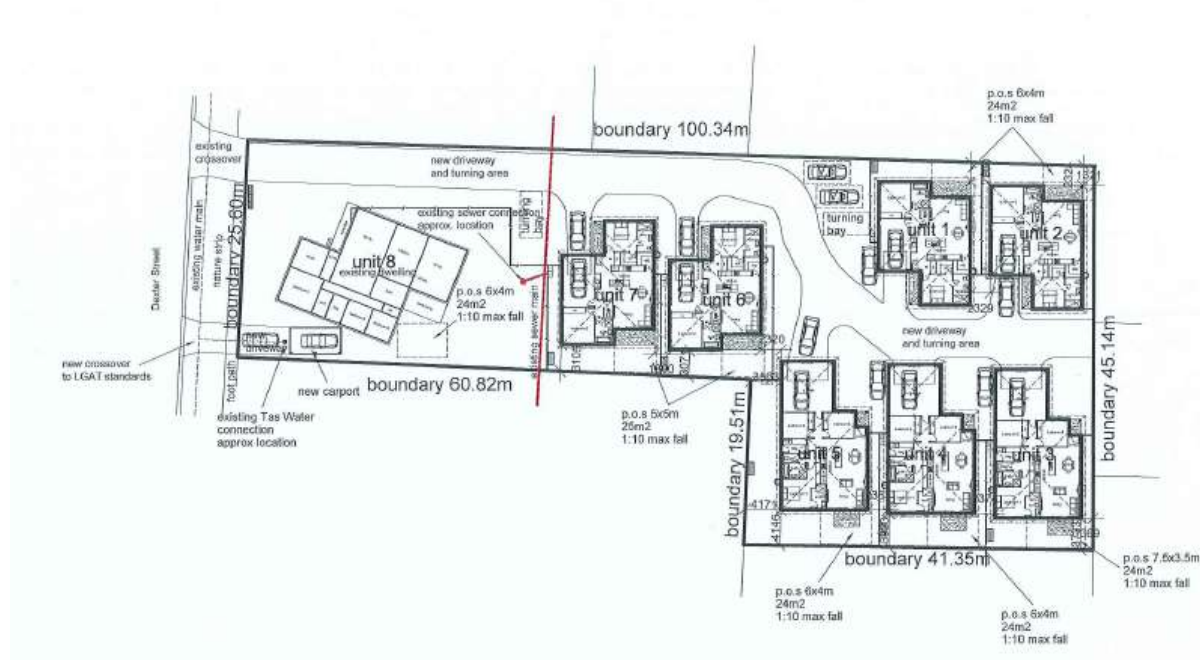 p.o.s 6x4m
24m2
1:10 max fall
boundary 100.34m
existing
crossover
new driveway
and turning area
existing water main
nature strip
boundary 25.60m
Dexter Street
existing sewer connection
approx. location
turning
bay
turning
bay
unit 1
unit 2
unit 8
existing dwelling
p.o.s 6x4m
24m2
1:10 max fall
existing sewer main
unit 7
unit 6
2329
new driveway
and turning area
boundary 45.14m
new crossover
to LGAT standards
driveway
foot path
new carport
boundary 60.82m
existing Tas Water
connection
approx location
3105
p.o.s 5x5m
25m2
1:10 max fall
boundary 19.51m
unit 5
unit 4
unit 3
4171
4146
boundary 41.35m
p.o.s 7.5x3.5m
24m2
1:10 max fall
p.o.s 6x4m
24m2
1:10 max fall
p.o.s 6x4m
24m2
1:10 max fall